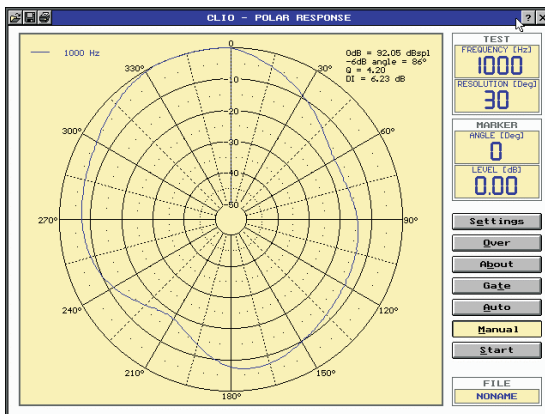 CLIO - POLAR RESPONSE
? X
1000 Hz
0dB = 92.05 dBspl
-6dB angle = 86°
Q = 4.20
DI = 6.23 dB
0
30°
60°
90°
120°
150°
180°
210°
240°
270°
300°
330°
-10
-20
-30
-40
-50
TEST
FREQUENCY [Hz]
1000
RESOLUTION [Deg]
30
MARKER
ANGLE [Deg]
0
LEVEL [dB]
0.00
Settings
Over
About
Gate
Auto
Manual
Start
FILE
NONAME